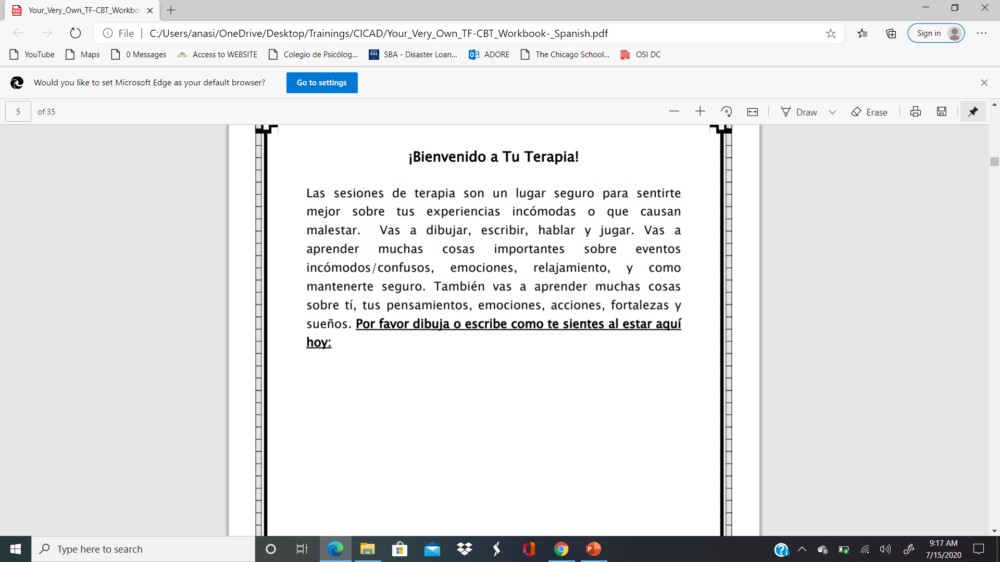 Your_Very_Own_TF-CBT_Workbo
File
C:/Users/anasi/OneDrive/Desktop/Trainings/CICAD/Your_Very_Own_TF-CBT_Workbook-_Spanish.pdf
Sign in
YouTube Maps 0 Messages Access to WEBSITE Colegio de Psicólog... SBA - Disaster Loan... ADORE The Chicago School... OSI DC
Would you like to set Microsoft Edge as your default browser? Go to settings
5 of 35 Draw Erase
¡Bienvenido a Tu Terapia!
Las sesiones de terapia son un lugar seguro para sentirte
mejor sobre tus experiencias incómodas o que causan
malestar. Vas a dibujar, escribir, hablar y jugar. Vas a
aprender muchas cosas importantes sobre eventos
incómodos/confusos, emociones, relajamiento, y como
mantenerte seguro. También vas a aprender muchas cosas
sobre tí, tus pensamientos, emociones, acciones, fortalezas y
sueños. Por favor dibuja o escribe como te sientes al estar aquí
hoy:
Type here to search
9:17 AM
7/15/2020